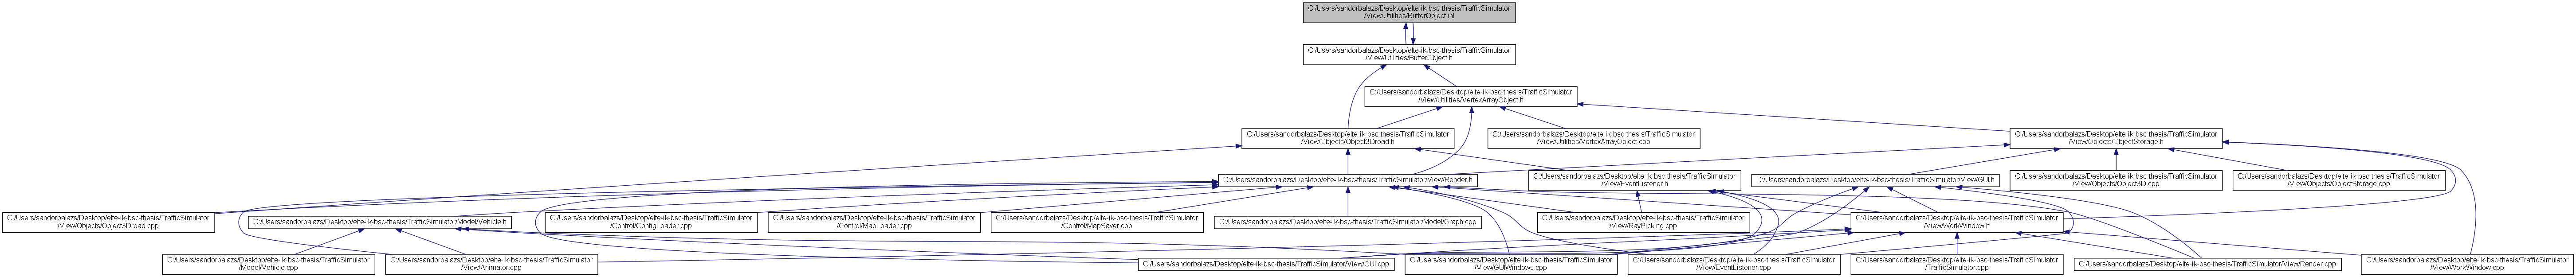 C:/Users/sandorbalazs/Desktop/elte-ik-bsc-thesis/TrafficSimulator
/View/Utilities/BufferObject.inl
C:/Users/sandorbalazs/Desktop/elte-ik-bsc-thesis/TrafficSimulator
/View/Utilities/BufferObject.h
C:/Users/sandorbalazs/Desktop/elte-ik-bsc-thesis/TrafficSimulator
/View/Utilities/VertexArrayObject.h
C:/Users/sandorbalazs/Desktop/elte-ik-bsc-thesis/TrafficSimulator
/View/Objects/Object3Droad.h
C:/Users/sandorbalazs/Desktop/elte-ik-bsc-thesis/TrafficSimulator
/View/Utilities/VertexArrayObject.cpp
C:/Users/sandorbalazs/Desktop/elte-ik-bsc-thesis/TrafficSimulator
/View/Objects/ObjectStorage.h
C:/Users/sandorbalazs/Desktop/elte-ik-bsc-thesis/TrafficSimulator/View/Render.h
C:/Users/sandorbalazs/Desktop/elte-ik-bsc-thesis/TrafficSimulator
/View/EventListener.h
C:/Users/sandorbalazs/Desktop/elte-ik-bsc-thesis/TrafficSimulator/View/GUI.h
C:/Users/sandorbalazs/Desktop/elte-ik-bsc-thesis/TrafficSimulator
/View/Objects/Object3D.cpp
C:/Users/sandorbalazs/Desktop/elte-ik-bsc-thesis/TrafficSimulator
/View/Objects/ObjectStorage.cpp
C:/Users/sandorbalazs/Desktop/elte-ik-bsc-thesis/TrafficSimulator
/View/Objects/Object3Droad.cpp
C:/Users/sandorbalazs/Desktop/elte-ik-bsc-thesis/TrafficSimulator/Model/Vehicle.h
C:/Users/sandorbalazs/Desktop/elte-ik-bsc-thesis/TrafficSimulator
/Control/ConfigLoader.cpp
C:/Users/sandorbalazs/Desktop/elte-ik-bsc-thesis/TrafficSimulator
/Control/MapLoader.cpp
C:/Users/sandorbalazs/Desktop/elte-ik-bsc-thesis/TrafficSimulator
/Control/MapSaver.cpp
C:/Users/sandorbalazs/Desktop/elte-ik-bsc-thesis/TrafficSimulator/Model/Graph.cpp
C:/Users/sandorbalazs/Desktop/elte-ik-bsc-thesis/TrafficSimulator
/View/RayPicking.cpp
C:/Users/sandorbalazs/Desktop/elte-ik-bsc-thesis/TrafficSimulator
/View/WorkWindow.h
C:/Users/sandorbalazs/Desktop/elte-ik-bsc-thesis/TrafficSimulator
/Model/Vehicle.cpp
C:/Users/sandorbalazs/Desktop/elte-ik-bsc-thesis/TrafficSimulator
/View/Animator.cpp
C:/Users/sandorbalazs/Desktop/elte-ik-bsc-thesis/TrafficSimulator/View/GUI.cpp
C:/Users/sandorbalazs/Desktop/elte-ik-bsc-thesis/TrafficSimulator
/View/GUIWindows.cpp
C:/Users/sandorbalazs/Desktop/elte-ik-bsc-thesis/TrafficSimulator
/View/EventListener.cpp
C:/Users/sandorbalazs/Desktop/elte-ik-bsc-thesis/TrafficSimulator
/TrafficSimulator.cpp
C:/Users/sandorbalazs/Desktop/elte-ik-bsc-thesis/TrafficSimulator/View/Render.cpp
C:/Users/sandorbalazs/Desktop/elte-ik-bsc-thesis/TrafficSimulator
/View/WorkWindow.cpp